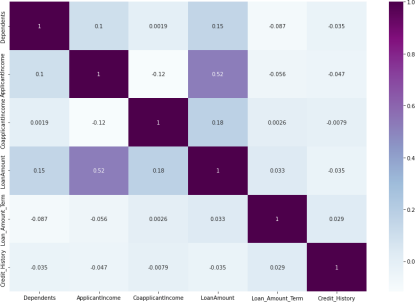 Dependents 1 0.1 0.0019 0.15 -0.087 -0.035
ApplicantIncome 0.1 1 -0.12 0.52 -0.056 -0.047
CoapplicantIncome 0.0019 -0.12 1 0.18 0.0026 -0.0079
LoanAmount 0.15 0.52 0.18 1 0.033 -0.035
Loan_Amount_Term -0.087 -0.056 0.0026 0.033 1 0.029
Credit_History -0.035 -0.047 -0.0079 -0.035 0.029 1
Dependents ApplicantIncome CoapplicantIncome LoanAmount Loan_Amount_Term Credit_History
1.0
0.8
0.6
0.4
0.2
0.0